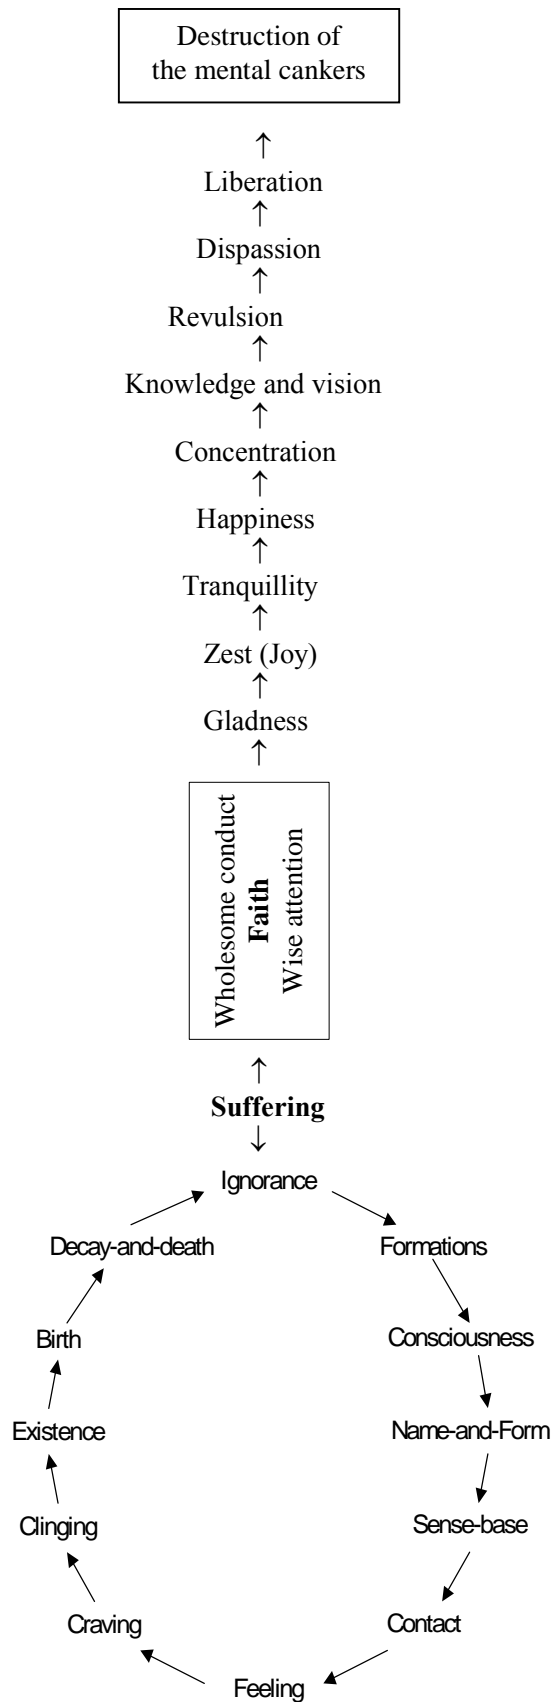 Destruction of
the mental cankers
↑
Liberation
↑
Dispassion
↑
Revulsion
↑
Knowledge and vision
↑
Concentration
↑
Happiness
↑
Tranquillity
↑
Zest (Joy)
↑
Gladness
↑
Wholesome conduct
Faith
Wise attention
↑
Suffering
↓
Ignorance
Formations
Consciousness
Name-and-Form
Sense-base
Contact
Feeling
Craving
Clinging
Existence
Birth
Decay-and-death